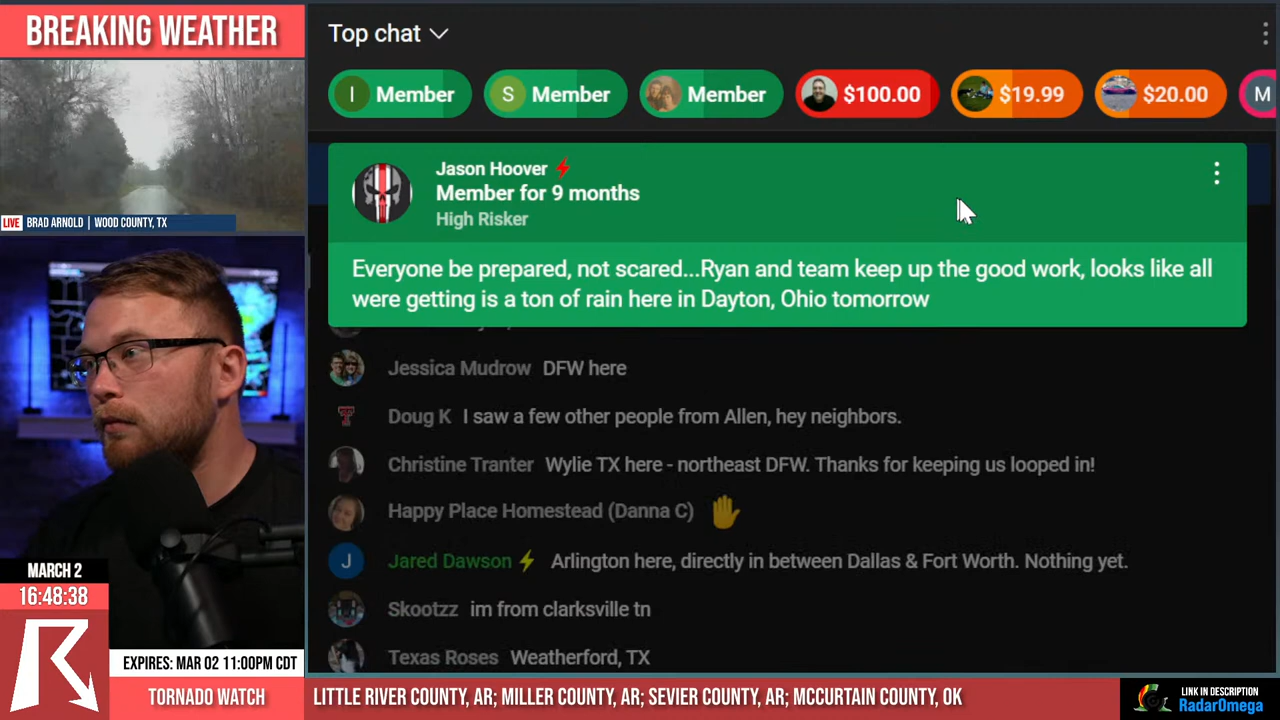 BREAKING WEATHER
LIVE BRAD ARNOLD | WOOD COUNTY, TX
MARCH 2
16:48:38
EXPIRES: MAR 02 11:00PM CDT
TORNADO WATCH
LITTLE RIVER COUNTY, AR; MILLER COUNTY, AR; SEVIER COUNTY, AR; MCCURTAIN COUNTY, OK
LINK IN DESCRIPTION
RadarOmega
Top chat
I Member
S Member
Member
$100.00
$19.99
$20.00
M
Jason Hoover
Member for 9 months
High Risker
Everyone be prepared, not scared...Ryan and team keep up the good work, looks like all
were getting is a ton of rain here in Dayton, Ohio tomorrow
Jessica Mudrow DFW here
Doug K I saw a few other people from Allen, hey neighbors.
Christine Tranter Wylie TX here - northeast DFW. Thanks for keeping us looped in!
Happy Place Homestead (Danna C)
J Jared Dawson Arlington here, directly in between Dallas & Fort Worth. Nothing yet.
Skootzz im from clarksville tn
Texas Roses Weatherford, TX